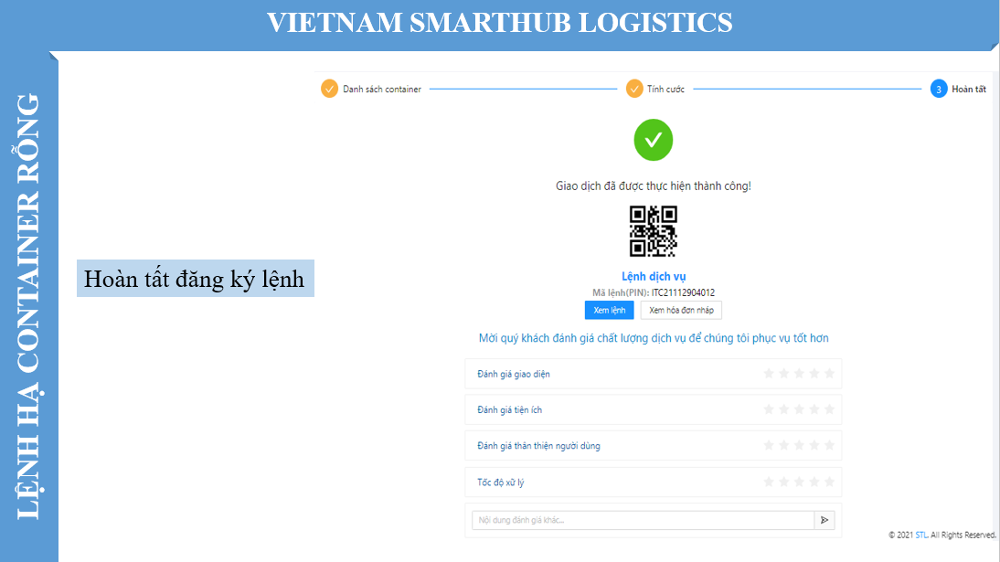 VIETNAM SMARTHUB LOGISTICS
LỆNH HẠ CONTAINER RỖNG
Danh sách container
Tính cước
3 Hoàn tất
Giao dịch đã được thực hiện thành công!
Hoàn tất đăng ký lệnh
Lệnh dịch vụ
Mã lệnh(PIN): ITC21112904012
Xem lệnh Xem hóa đơn nháp
Mời quý khách đánh giá chất lượng dịch vụ để chúng tôi phục vụ tốt hơn
Đánh giá giao diện
Đánh giá tiện ích
Đánh giá thân thiện người dùng
Tốc độ xử lý
Nội dung đánh giá khác...
© 2021 STL. All Rights Reserved.